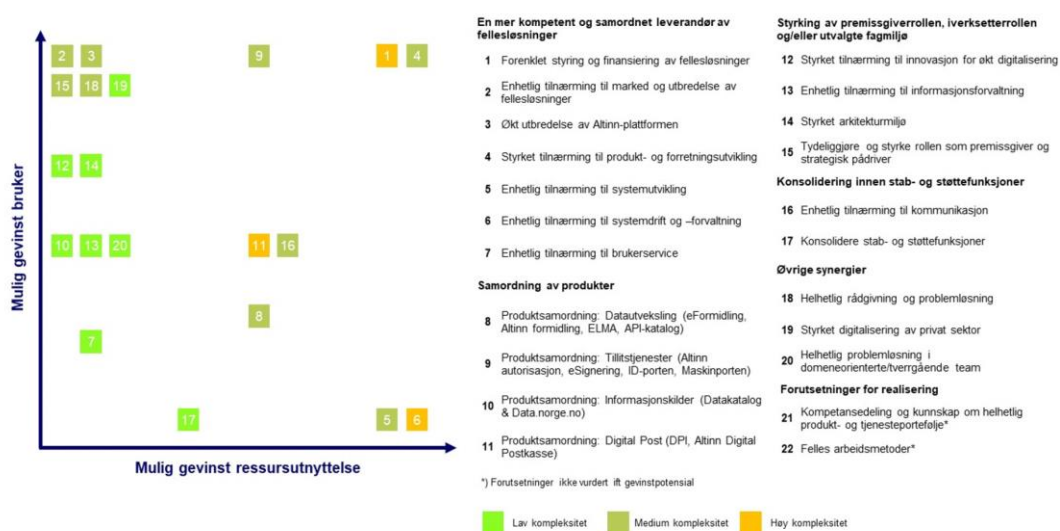 2 3 9 1 4
15 18 19
12 14
10 13 20 11 16
8
7
17 5 6
Mulig gevinst bruker
Mulig gevinst ressursutnyttelse
En mer kompetent og samordnet leverandør av
fellesløsninger
1 Forenklet styring og finansiering av fellesløsninger
2 Enhetlig tilnærming til marked og utbredelse av
fellesløsninger
3 Økt utbredelse av Altinn-plattformen
4 Styrket tilnærming til produkt- og forretningsutvikling
5 Enhetlig tilnærming til systemutvikling
6 Enhetlig tilnærming til systemdrift og –forvaltning
7 Enhetlig tilnærming til brukerservice
Samordning av produkter
8 Produktsamordning: Datautveksling (eFormidling,
Altinn formidling, ELMA, API-katalog)
9 Produktsamordning: Tillitstjenester (Altinn
autorisasjon, eSignering, ID-porten, Maskinporten)
10 Produktsamordning: Informasjonskilder (Datakatalog
& Data.norge.no)
11 Produktsamordning: Digital Post (DPI, Altinn Digital
Postkasse)
*) Forutsetninger ikke vurdert ift gevinstpotensial
Styrking av premissgiverrollen, iverksetterrollen
og/eller utvalgte fagmiljø
12 Styrket tilnærming til innovasjon for økt digitalisering
13 Enhetlig tilnærming til informasjonsforvaltning
14 Styrket arkitekturmiljø
15 Tydeliggjøre og styrke rollen som premissgiver og
strategisk pådriver
Konsolidering innen stab- og støttefunksjoner
16 Enhetlig tilnærming til kommunikasjon
17 Konsolidere stab- og støttefunksjoner
Øvrige synergier
18 Helhetlig rådgivning og problemløsning
19 Styrket digitalisering av privat sektor
20 Helhetlig problemløsning i
domeneorienterte/tverrgående team
Forutsetninger for realisering
21 Kompetansedeling og kunnskap om helhetlig
produkt- og tjenesteportefølje*
22 Felles arbeidsmetoder*
Lav kompleksitet Medium kompleksitet Høy kompleksitet